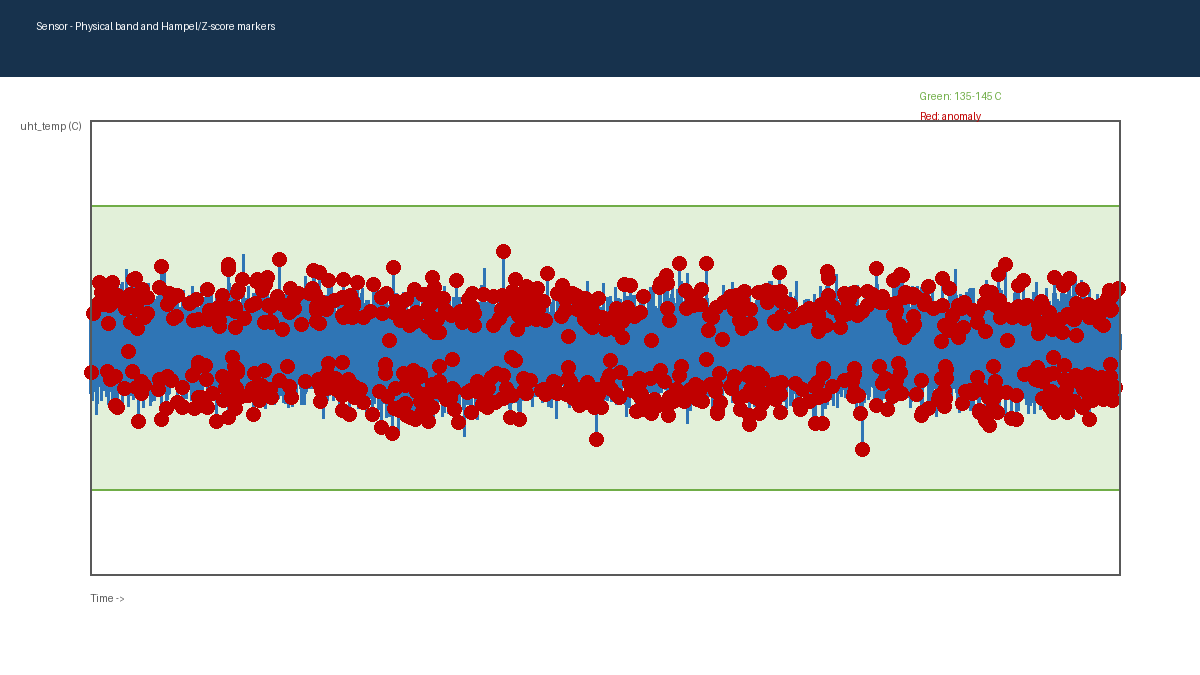 Sensor - Physical band and Hampel/Z-score markers
Green: 135-145 C
Red: anomaly
uht_temp (C)
Time ->